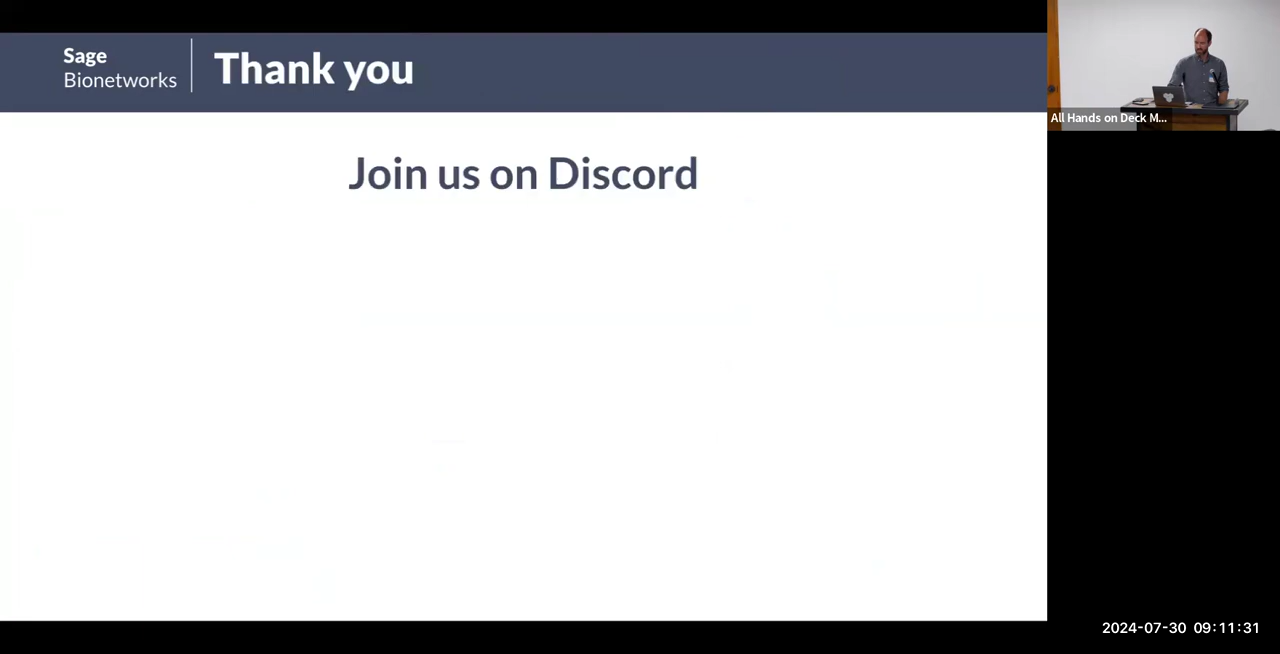 Sage
Bionetworks
Thank you
Join us on Discord
All Hands on Deck M...
2024-07-30 09:11:31